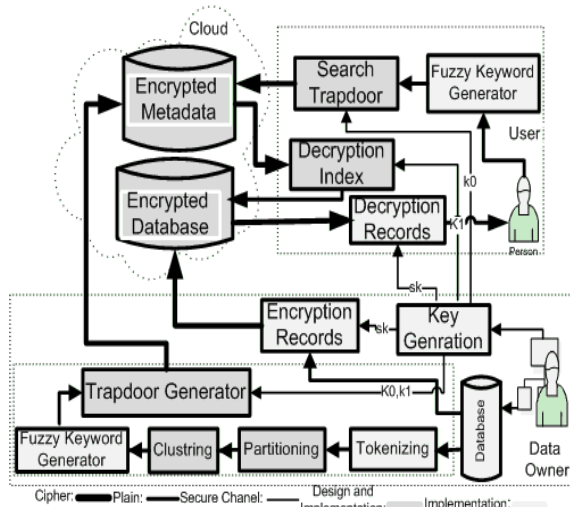 Cloud
Encrypted
Metadata
Search
Trapdoor
Fuzzy Keyword
Generator
User
Decryption
Index
k0
Encrypted
Database
Decryption
Records
K1
Person
sk
Encryption
Records
sk
Key
Genration
Trapdoor Generator
K0,k1
Database
Fuzzy Keyword
Generator
Clustring
Partitioning
Tokenizing
Data
Owner
Cipher:
Plain:
Secure Chanel:
Design and
Implementation:
Implementation: